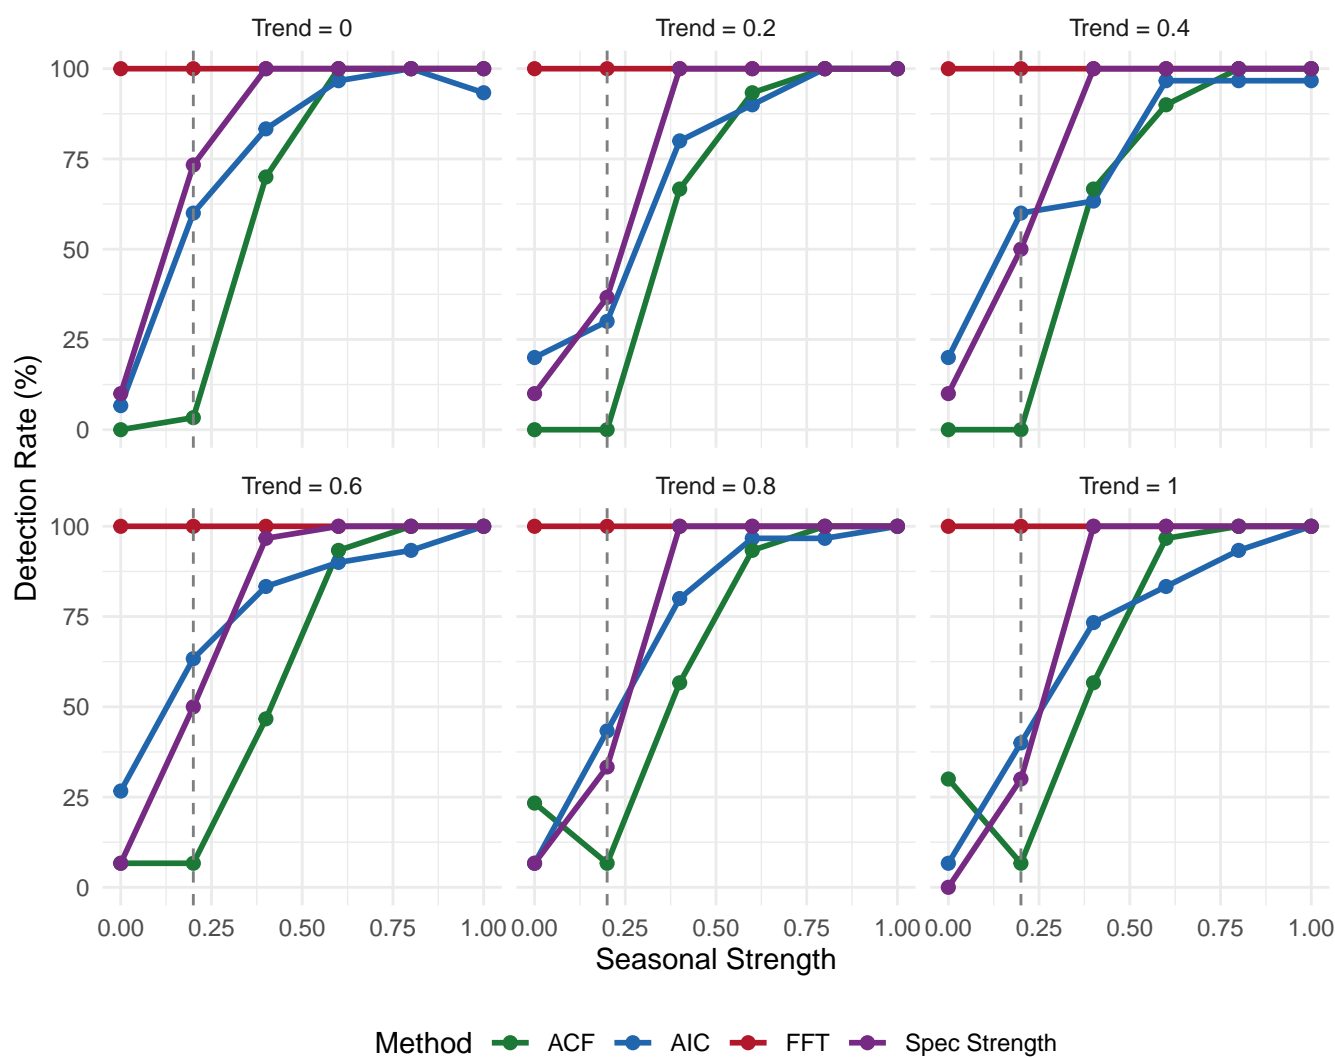 Trend = 0
Trend = 0.2
Trend = 0.4
100
75
50
25
0
Detection Rate (%)
Trend = 0.6
Trend = 0.8
Trend = 1
100
75
50
25
0
0.00 0.25 0.50 0.75 1.00 0.00 0.25 0.50 0.75 1.00 0.00 0.25 0.50 0.75 1.00
Seasonal Strength
Method ACF AIC FFT Spec Strength